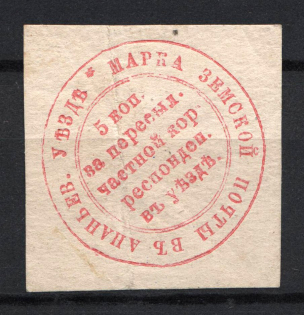 * МАРКА ЗЕМСКОЙ ПОЧТЫ ВЪ АНАНЬЕВ. УѢЗДѢ
5 коп.
за пересыл.
частной кор
респонден.
въ уѣздѣ.